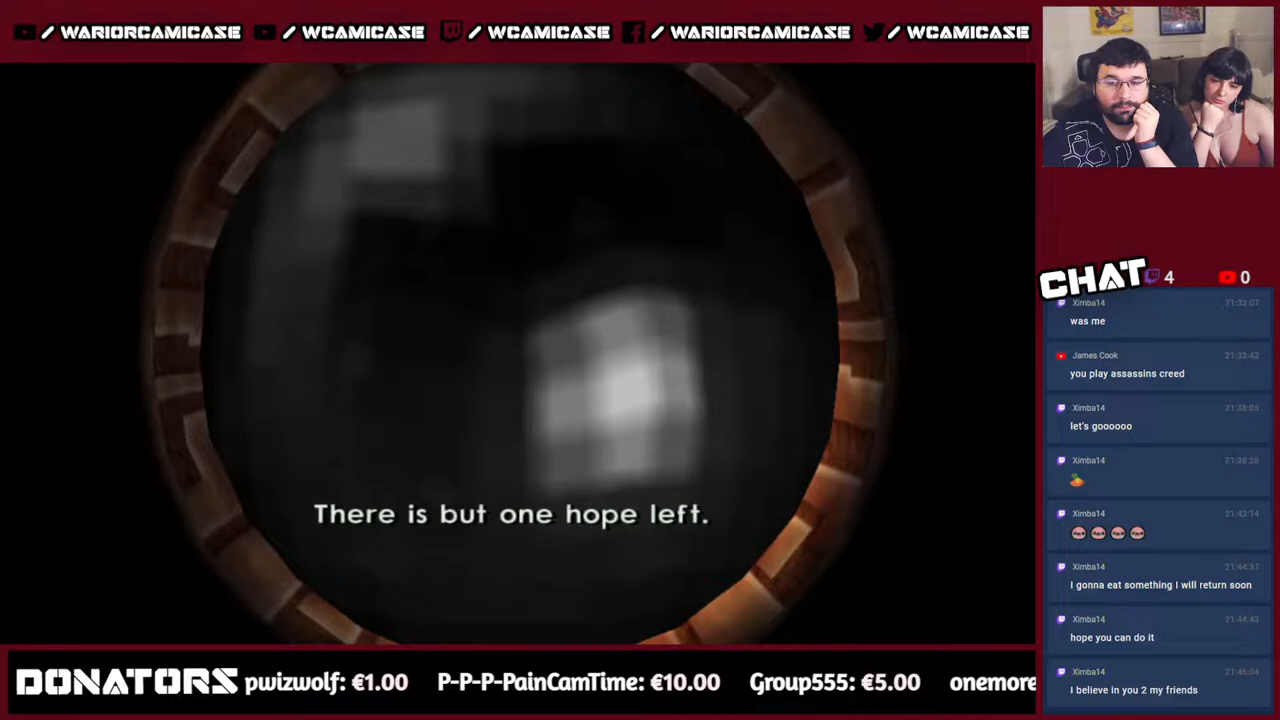 / WARIORCAMICASE / WCAMICASE / WCAMICASE / WARIORCAMICASE / WCAMICASE
There is but one hope left.
CHAT 4 0
Ximba14 21:33:07
was me
James Cook 21:33:42
you play assassins creed
Ximba14 21:38:05
let's goooooo
Ximba14 21:38:25
Ximba14 21:43:14
Ximba14 21:44:37
I gonna eat something I will return soon
Ximba14 21:44:43
hope you can do it
Ximba14 21:45:04
I believe in you 2 my friends
DONATORS pwizwolf: €1.00 P-P-P-PainCamTime: €10.00 Group555: €5.00 onemore